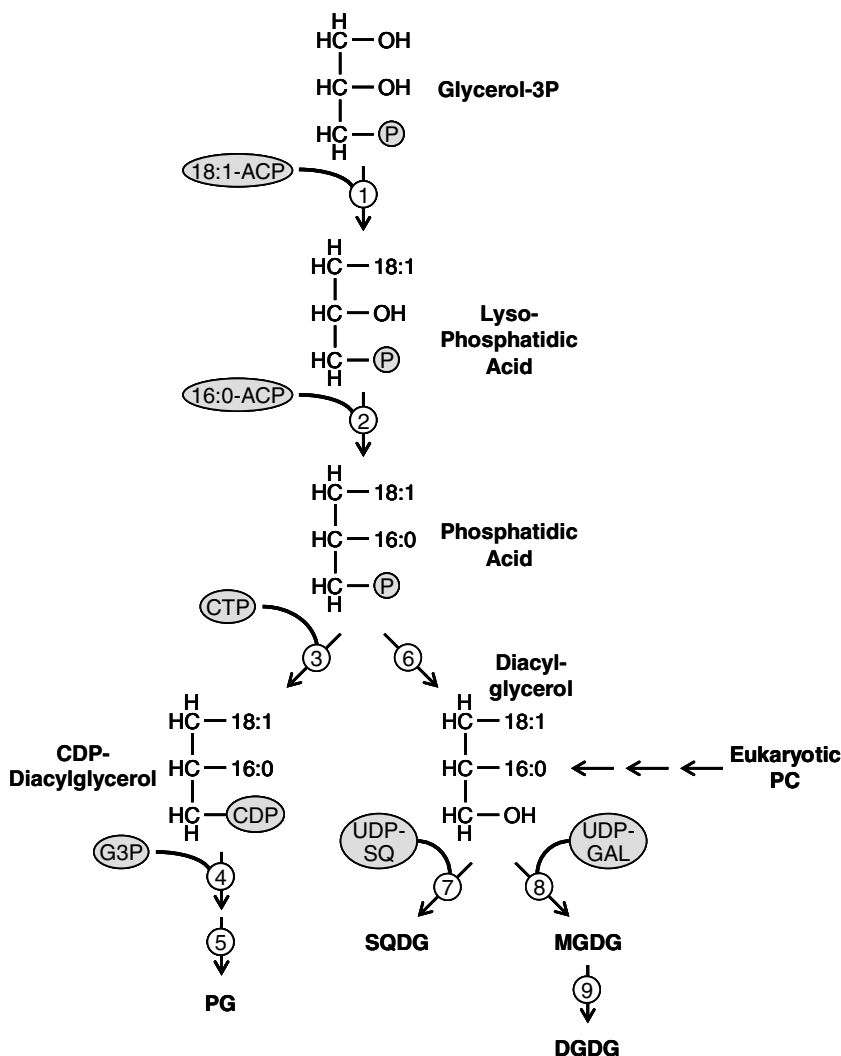 H
HC OH
HC OH
Glycerol-3P
HC P
H
18:1-ACP
1
H
HC 18:1
HC OH
Lyso-
Phosphatidic
Acid
HC P
H
16:0-ACP
2
H
HC 18:1
HC 16:0
Phosphatidic
Acid
HC P
H
CTP
3
6
Diacyl-
glycerol
H
HC 18:1
HC 16:0
HC CDP
H
CDP-
Diacylglycerol
H
HC 18:1
HC 16:0
HC OH
H
Eukaryotic
PC
G3P
4
5
PG
UDP-
SQ
7
SQDG
UDP-
GAL
8
MGDG
9
DGDG